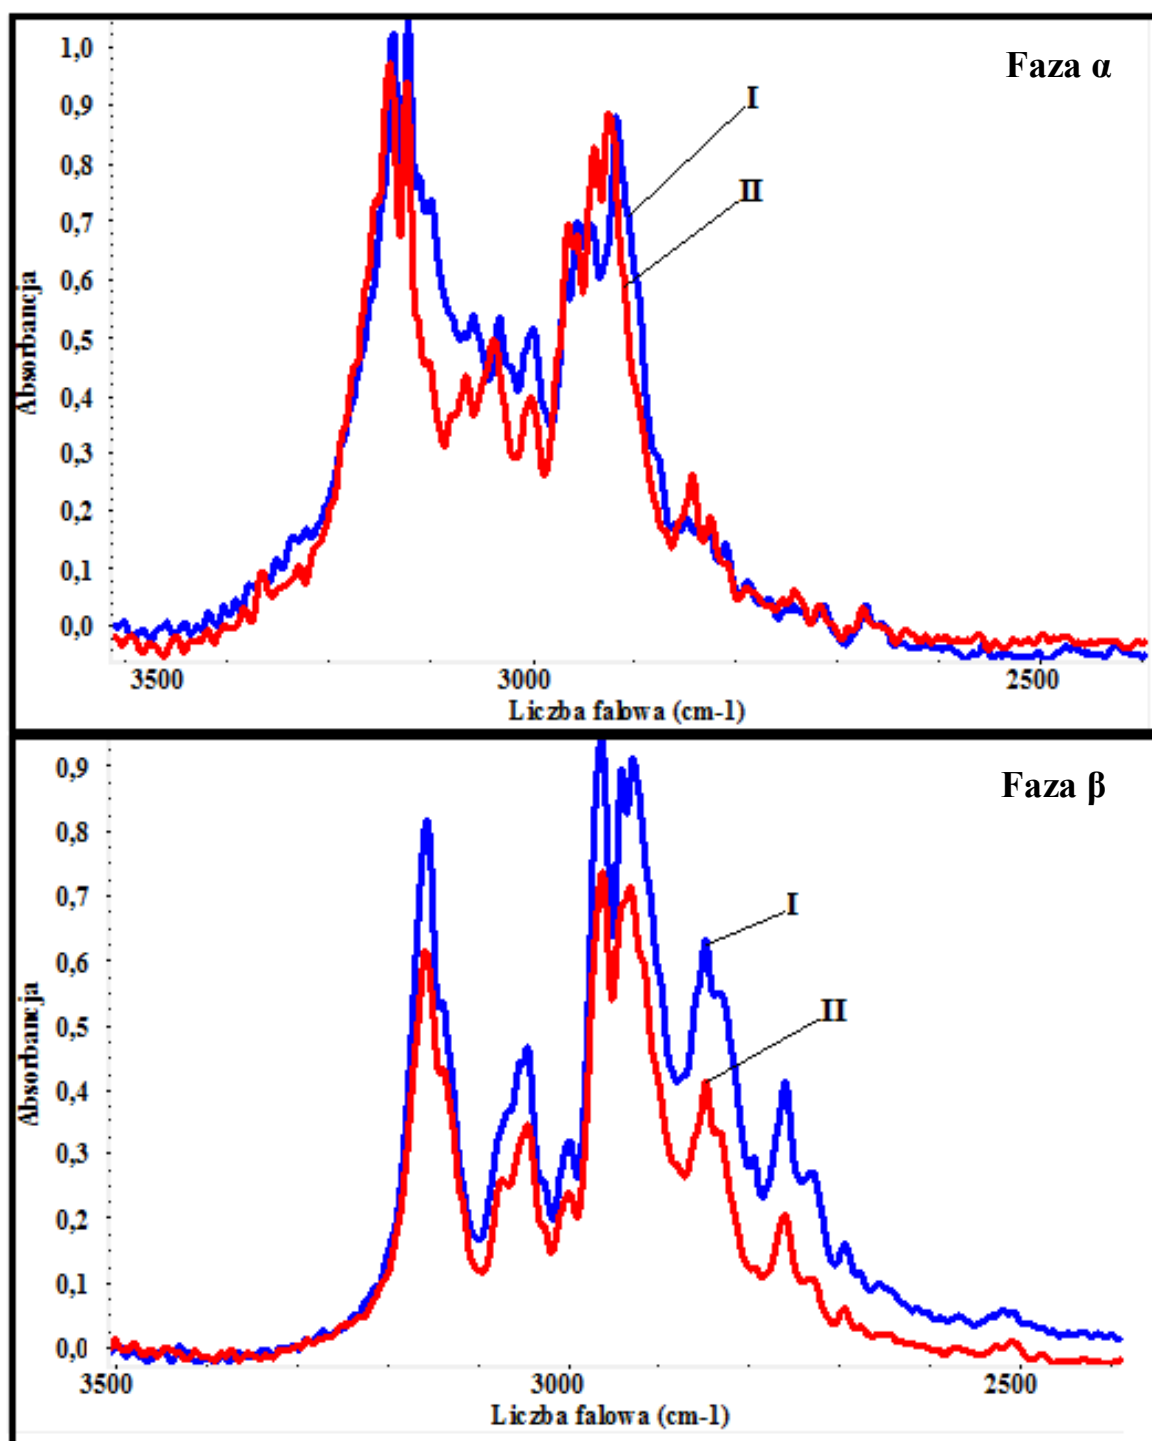 Faza α
1,0
0,9
0,8
0,7
0,6
0,5
0,4
0,3
0,2
0,1
0,0
Absorbancja
I
II
3500 3000 2500
Liczba falowa (cm-1)
Faza β
0,9
0,8
0,7
0,6
0,5
0,4
0,3
0,2
0,1
0,0
Absorbancja
I
II
3500 3000 2500
Liczba falowa (cm-1)